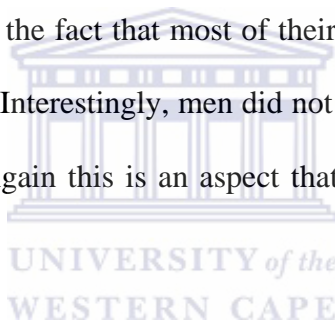 the fact that most of their
Interestingly, men did not
gain this is an aspect that
UNIVERSITY of the
WESTERN CAPE